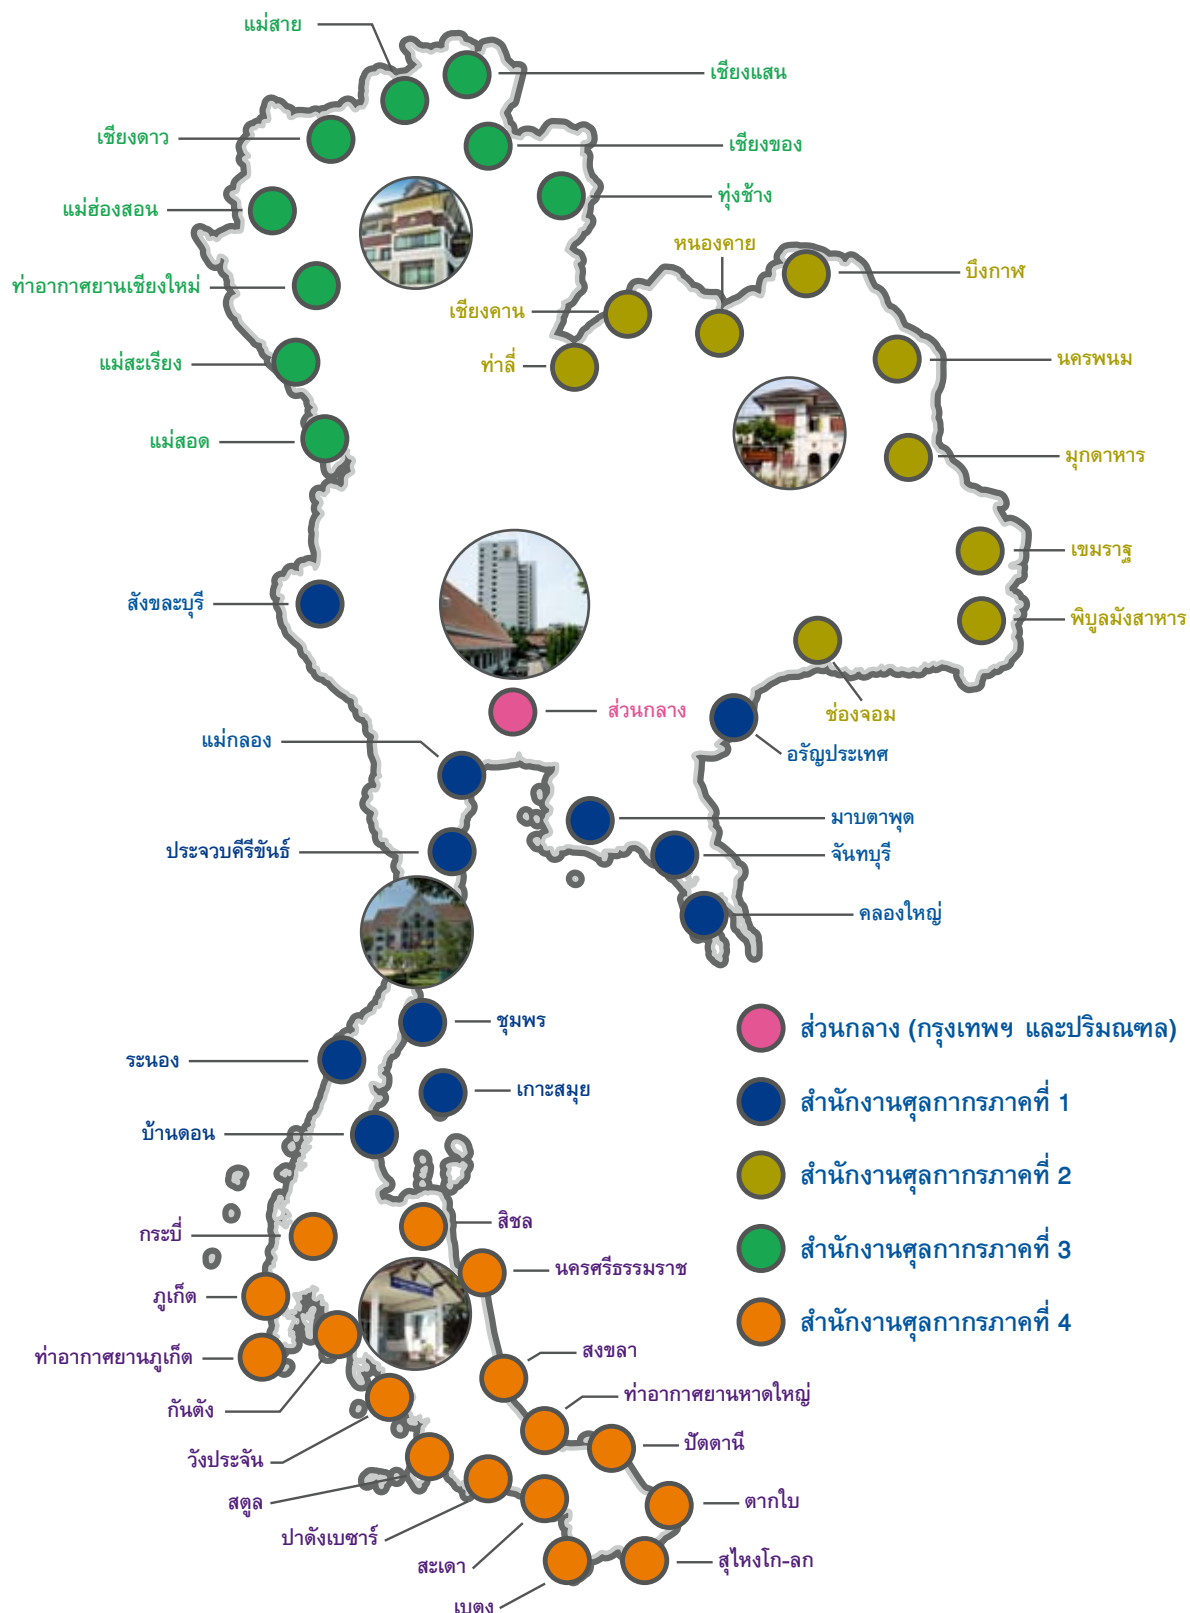 แม่สาย
เชียงแสน
เชียงดาว
เชียงของ
แม่ฮ่องสอน
ทุ่งช้าง
หนองคาย
บึงกาฬ
ท่าอากาศยานเชียงใหม่
เชียงคาน
แม่สะเรียง
ท่าลี่
นครพนม
แม่สอด
มุกดาหาร
เขมราฐ
สังขละบุรี
พิบูลมังสาหาร
ส่วนกลาง
ช่องจอม
แม่กลอง
อรัญประเทศ
มาบตาพุด
ประจวบคีรีขันธ์
จันทบุรี
คลองใหญ่
ชุมพร
ส่วนกลาง (กรุงเทพฯ และปริมณฑล)
ระนอง
เกาะสมุย
สำนักงานศุลกากรภาคที่ 1
บ้านดอน
สำนักงานศุลกากรภาคที่ 2
กระบี่
สิชล
สำนักงานศุลกากรภาคที่ 3
นครศรีธรรมราช
ภูเก็ต
สำนักงานศุลกากรภาคที่ 4
ท่าอากาศยานภูเก็ต
สงขลา
กันตัง
ท่าอากาศยานหาดใหญ่
วังประจัน
ปัตตานี
สตูล
ตากใบ
ปาดังเบซาร์
สะเดา
สุไหงโก-ลก
เบตง